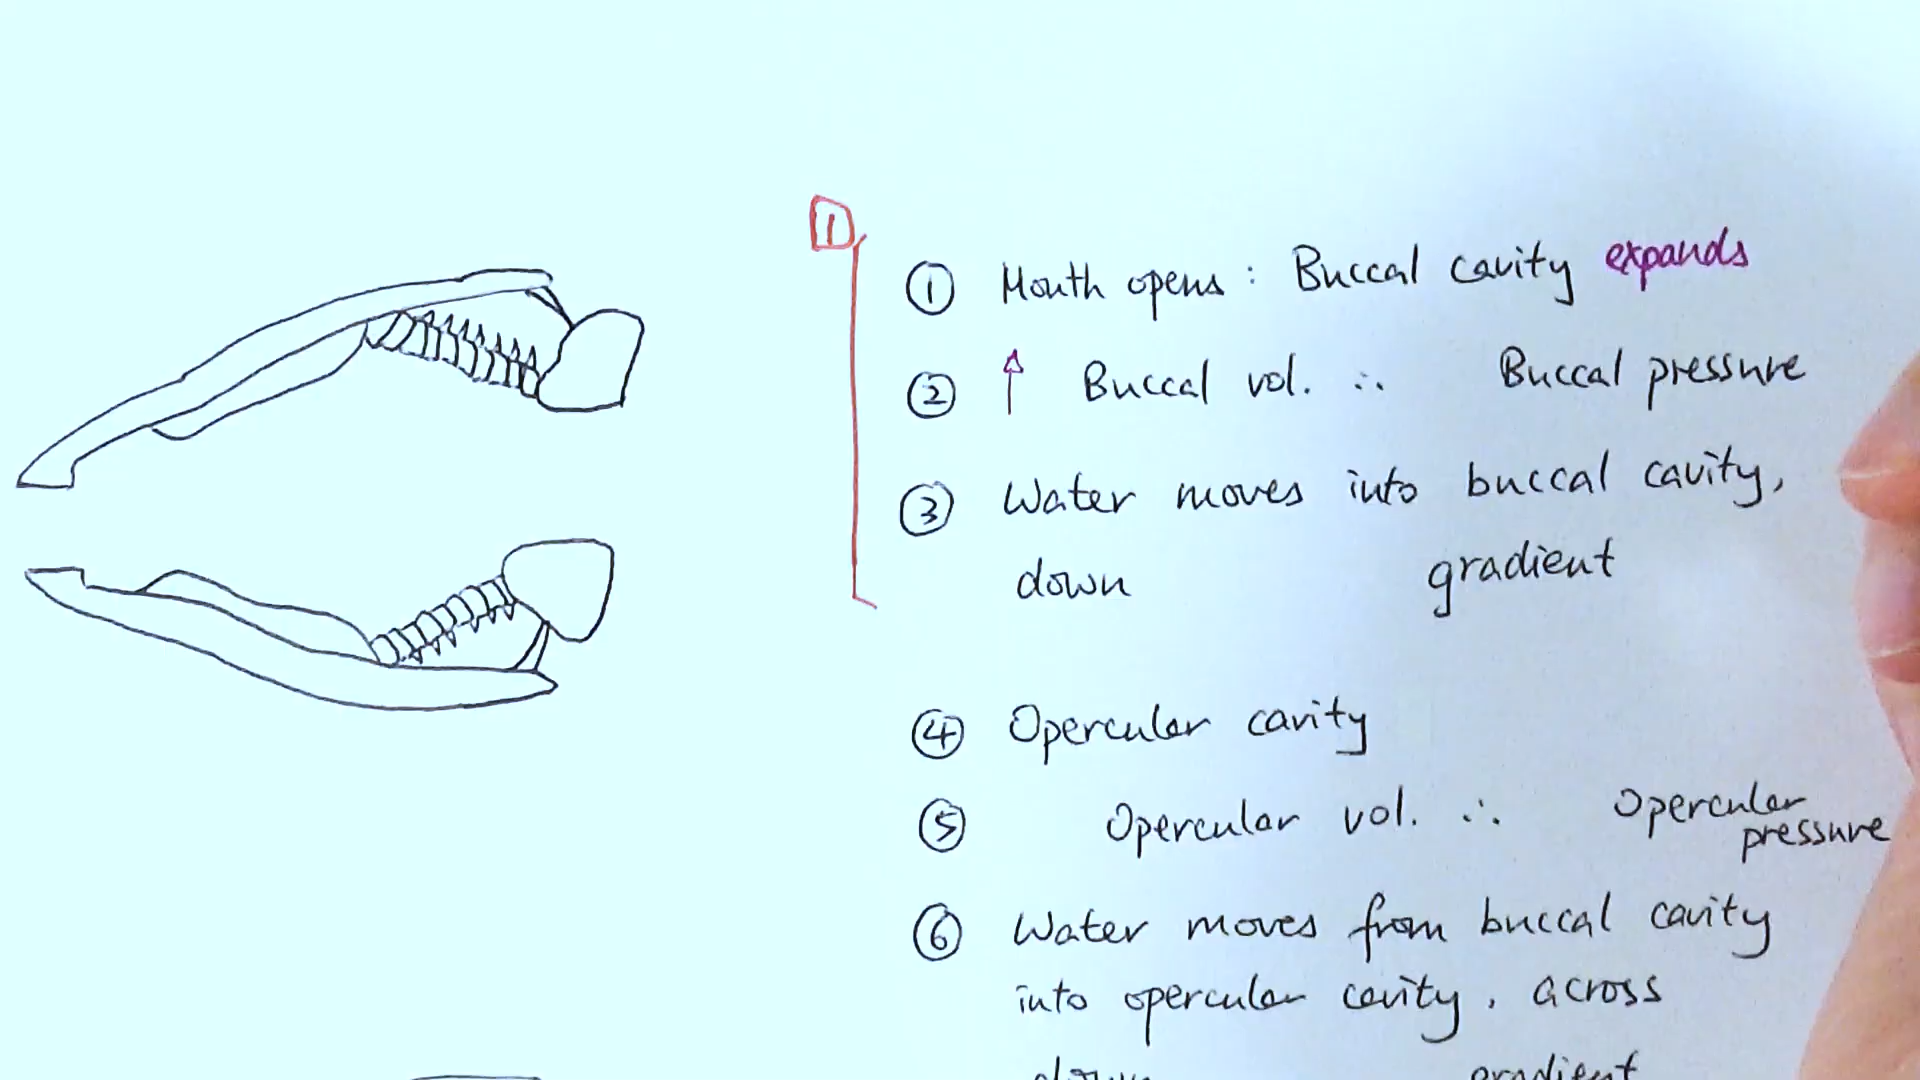 1
① Mouth opens : Buccal cavity expands
② ↑ Buccal vol. ∴ Buccal pressure
③ Water moves into buccal cavity,
down gradient
④ Opercular cavity
⑤ Opercular vol. ∴ Opercular
pressure
⑥ Water moves from buccal cavity
into opercular cavity, across
down gradient